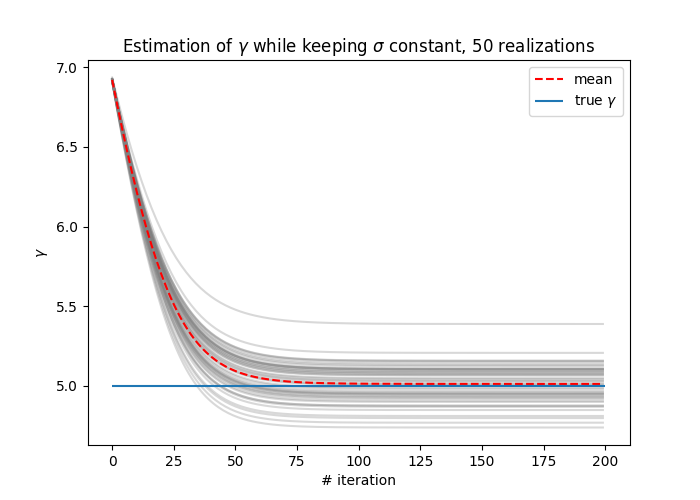 Estimation of γ while keeping σ constant, 50 realizations
7.0
6.5
6.0
5.5
5.0
γ
mean
true γ
0 25 50 75 100 125 150 175 200
# iteration